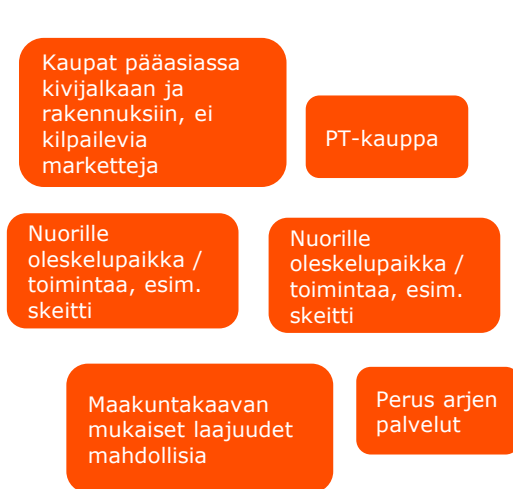 Kaupat pääasiassa
kivijalkaan ja
rakennuksiin, ei
kilpailevia
marketteja
PT-kauppa
Nuorille
oleskelupaikka /
toimintaa, esim.
skeitti
Nuorille
oleskelupaikka /
toimintaa, esim.
skeitti
Maakuntakaavan
mukaiset laajuudet
mahdollisia
Perus arjen
palvelut